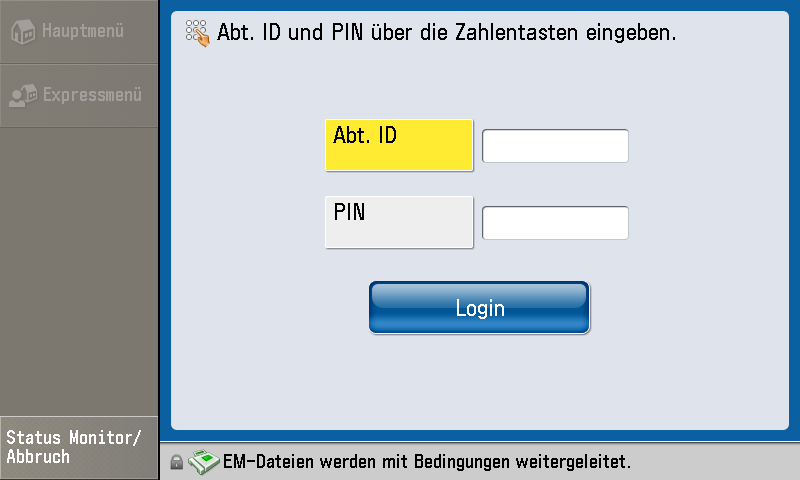 Hauptmenü
Expressmenü
Abt. ID und PIN über die Zahlentasten eingeben.
Abt. ID
PIN
Login
Status Monitor/
Abbruch
EM-Dateien werden mit Bedingungen weitergeleitet.